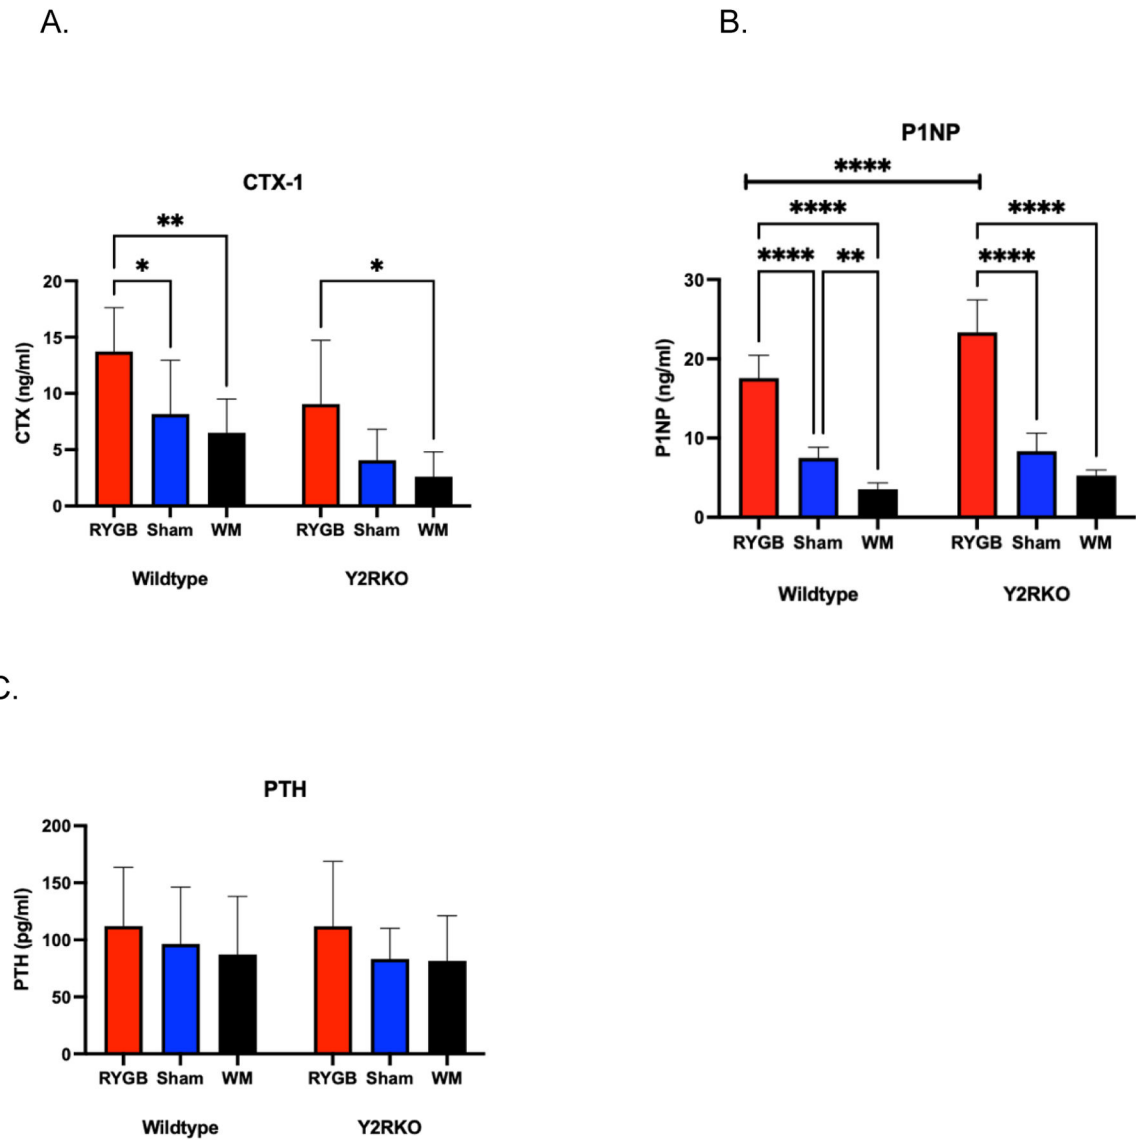 A.
CTX-1
**
*
*
20
15
10
5
0
CTX (ng/ml)
RYGB Sham WM
RYGB Sham WM
Wildtype
Y2RKO
B.
P1NP
****
****
****
**** **
****
30
20
10
0
P1NP (ng/ml)
RYGB Sham WM
RYGB Sham WM
Wildtype
Y2RKO
C.
PTH
200
150
100
50
0
PTH (pg/ml)
RYGB Sham WM
RYGB Sham WM
Wildtype
Y2RKO